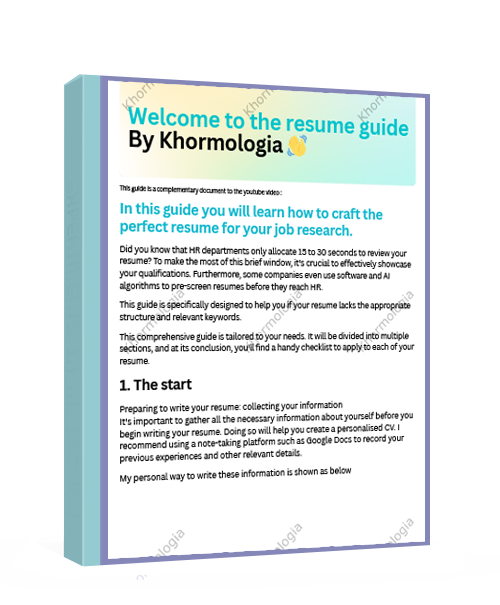 Welcome to the resume guide
By Khormologia 👋
This guide is a complementary document to the youtube video :
In this guide you will learn how to craft the
perfect resume for your job research.
Did you know that HR departments only allocate 15 to 30 seconds to review your
resume? To make the most of this brief window, it's crucial to effectively showcase
your qualifications. Furthermore, some companies even use software and AI
algorithms to pre-screen resumes before they reach HR.
This guide is specifically designed to help you if your resume lacks the appropriate
structure and relevant keywords.
This comprehensive guide is tailored to your needs. It will be divided into multiple
sections, and at its conclusion, you'll find a handy checklist to apply to each of your
resume.
1. The start
Preparing to write your resume: collecting your information
It's important to gather all the necessary information about yourself before you
begin writing your resume. Doing so will help you create a personalised CV. I
recommend using a note-taking platform such as Google Docs to record your
previous experiences and other relevant details.
My personal way to write these information is shown as below